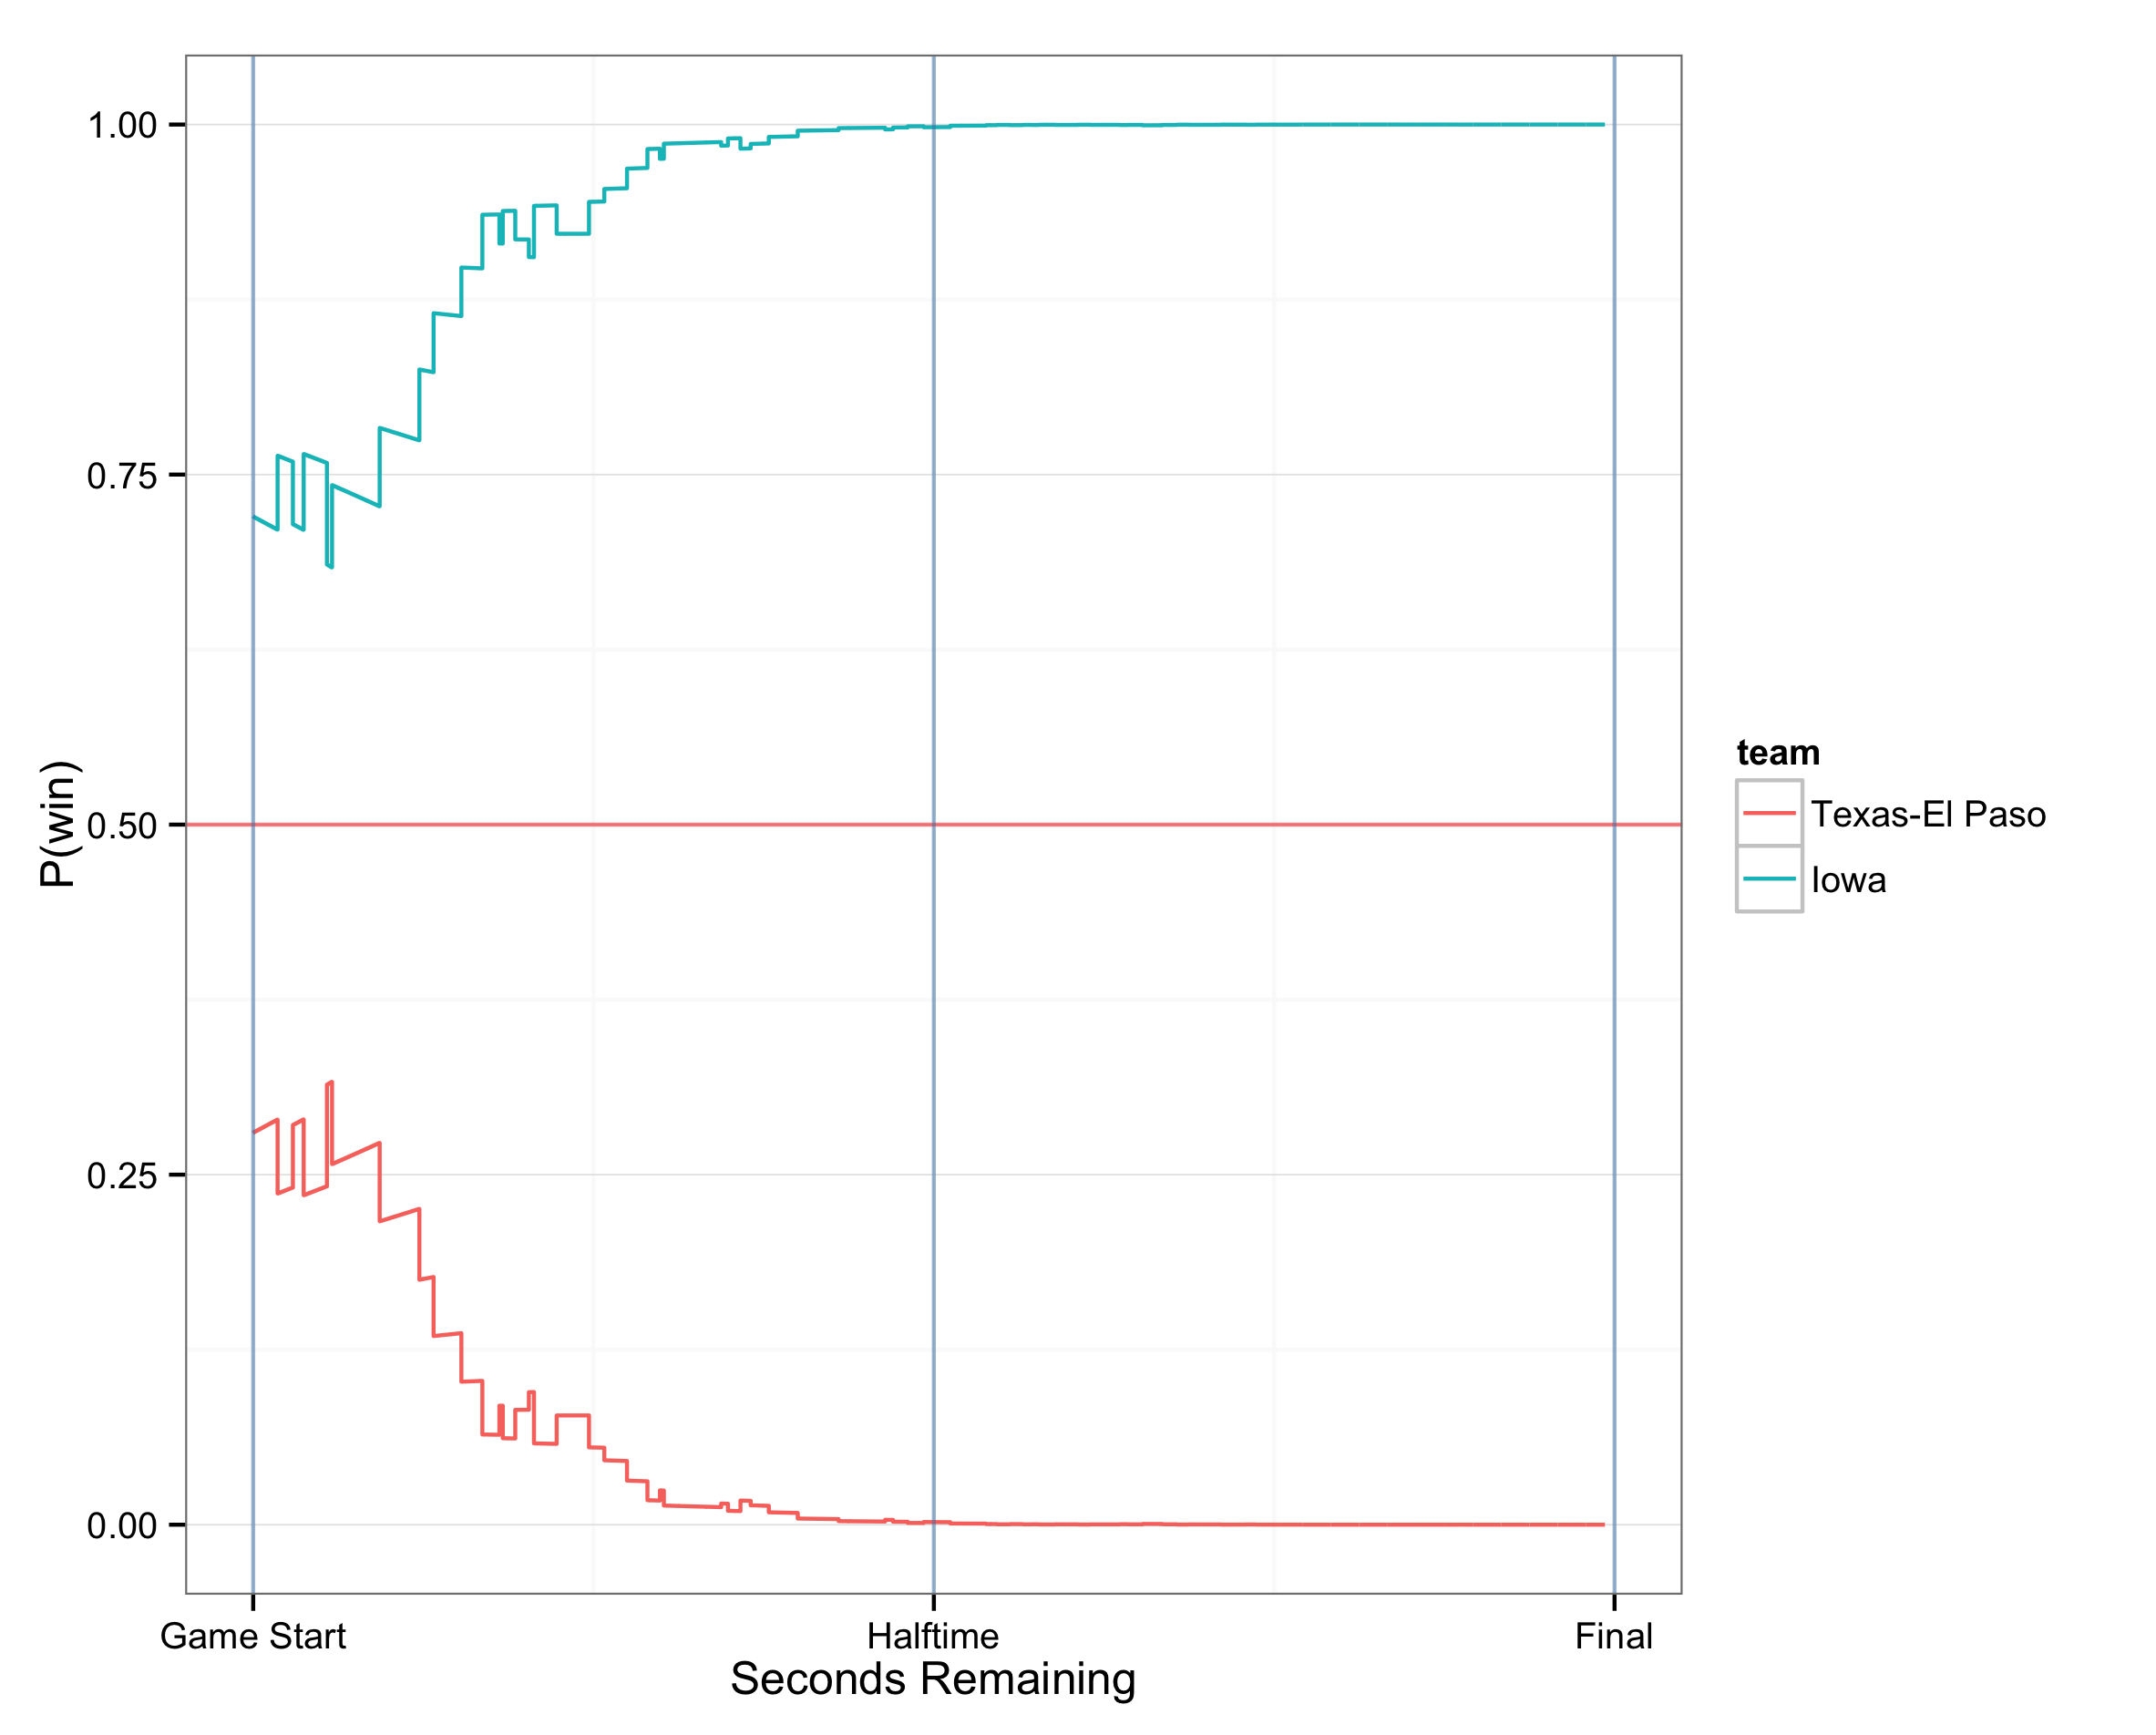 1.00
0.75
0.50
0.25
0.00
P(win)
Game Start
Halftime
Final
Seconds Remaining
team
Texas-El Paso
Iowa